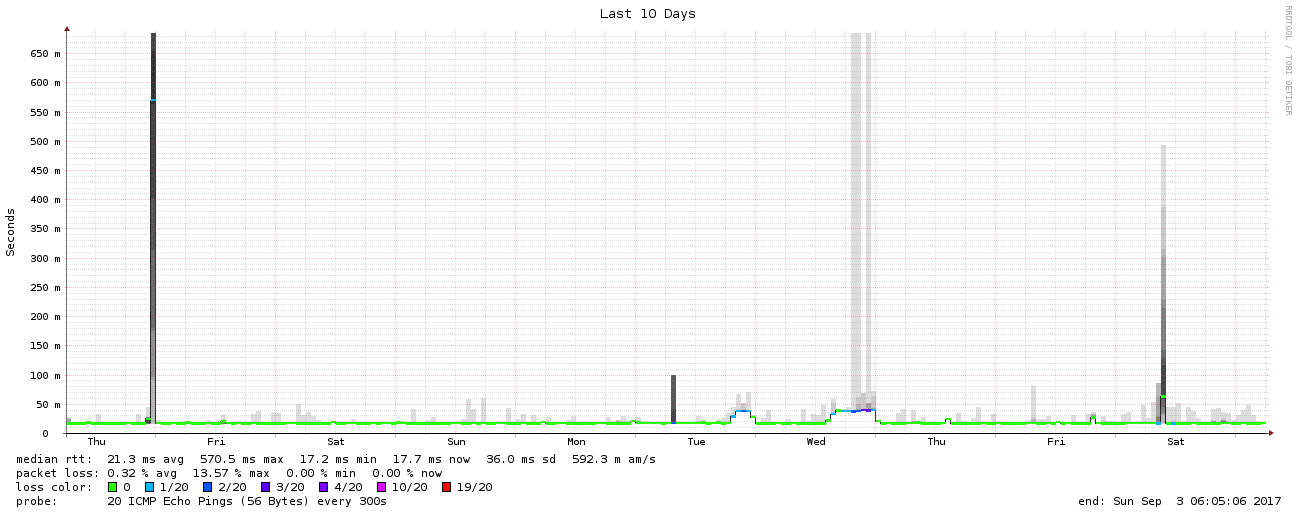 Last 10 Days
RRDTOOL / TOBI OETIKER
Seconds
650 m
600 m
550 m
500 m
450 m
400 m
350 m
300 m
250 m
200 m
150 m
100 m
50 m
0
Thu Fri Sat Sun Mon Tue Wed Thu Fri Sat
median rtt: 21.3 ms avg 570.5 ms max 17.2 ms min 17.7 ms now 36.0 ms sd 592.3 m am/s
packet loss: 0.32 % avg 13.57 % max 0.00 % min 0.00 % now
loss color: 0 1/20 2/20 3/20 4/20 10/20 19/20
probe: 20 ICMP Echo Pings (56 Bytes) every 300s end: Sun Sep 3 06:05:06 2017